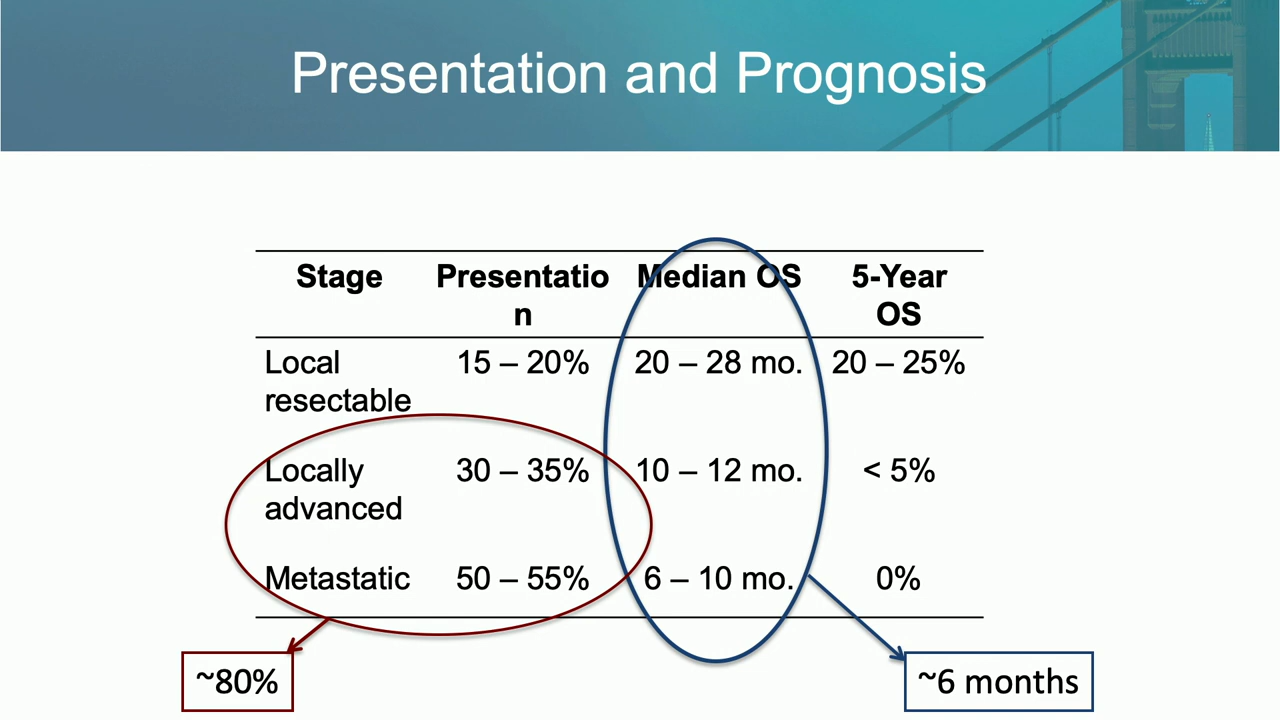 Presentation and Prognosis
Stage Presentatio Median OS 5-Year
n OS
Local 15 – 20% 20 – 28 mo. 20 – 25%
resectable
Locally 30 – 35% 10 – 12 mo. < 5%
advanced
Metastatic 50 – 55% 6 – 10 mo. 0%
~80% ~6 months